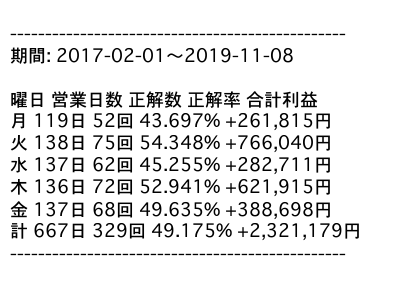 ------------------------------------------------
期間: 2017-02-01〜2019-11-08
曜日 営業日数 正解数 正解率 合計利益
月 119日 52回 43.697% +261,815円
火 138日 75回 54.348% +766,040円
水 137日 62回 45.255% +282,711円
木 136日 72回 52.941% +621,915円
金 137日 68回 49.635% +388,698円
計 667日 329回 49.175% +2,321,179円
------------------------------------------------